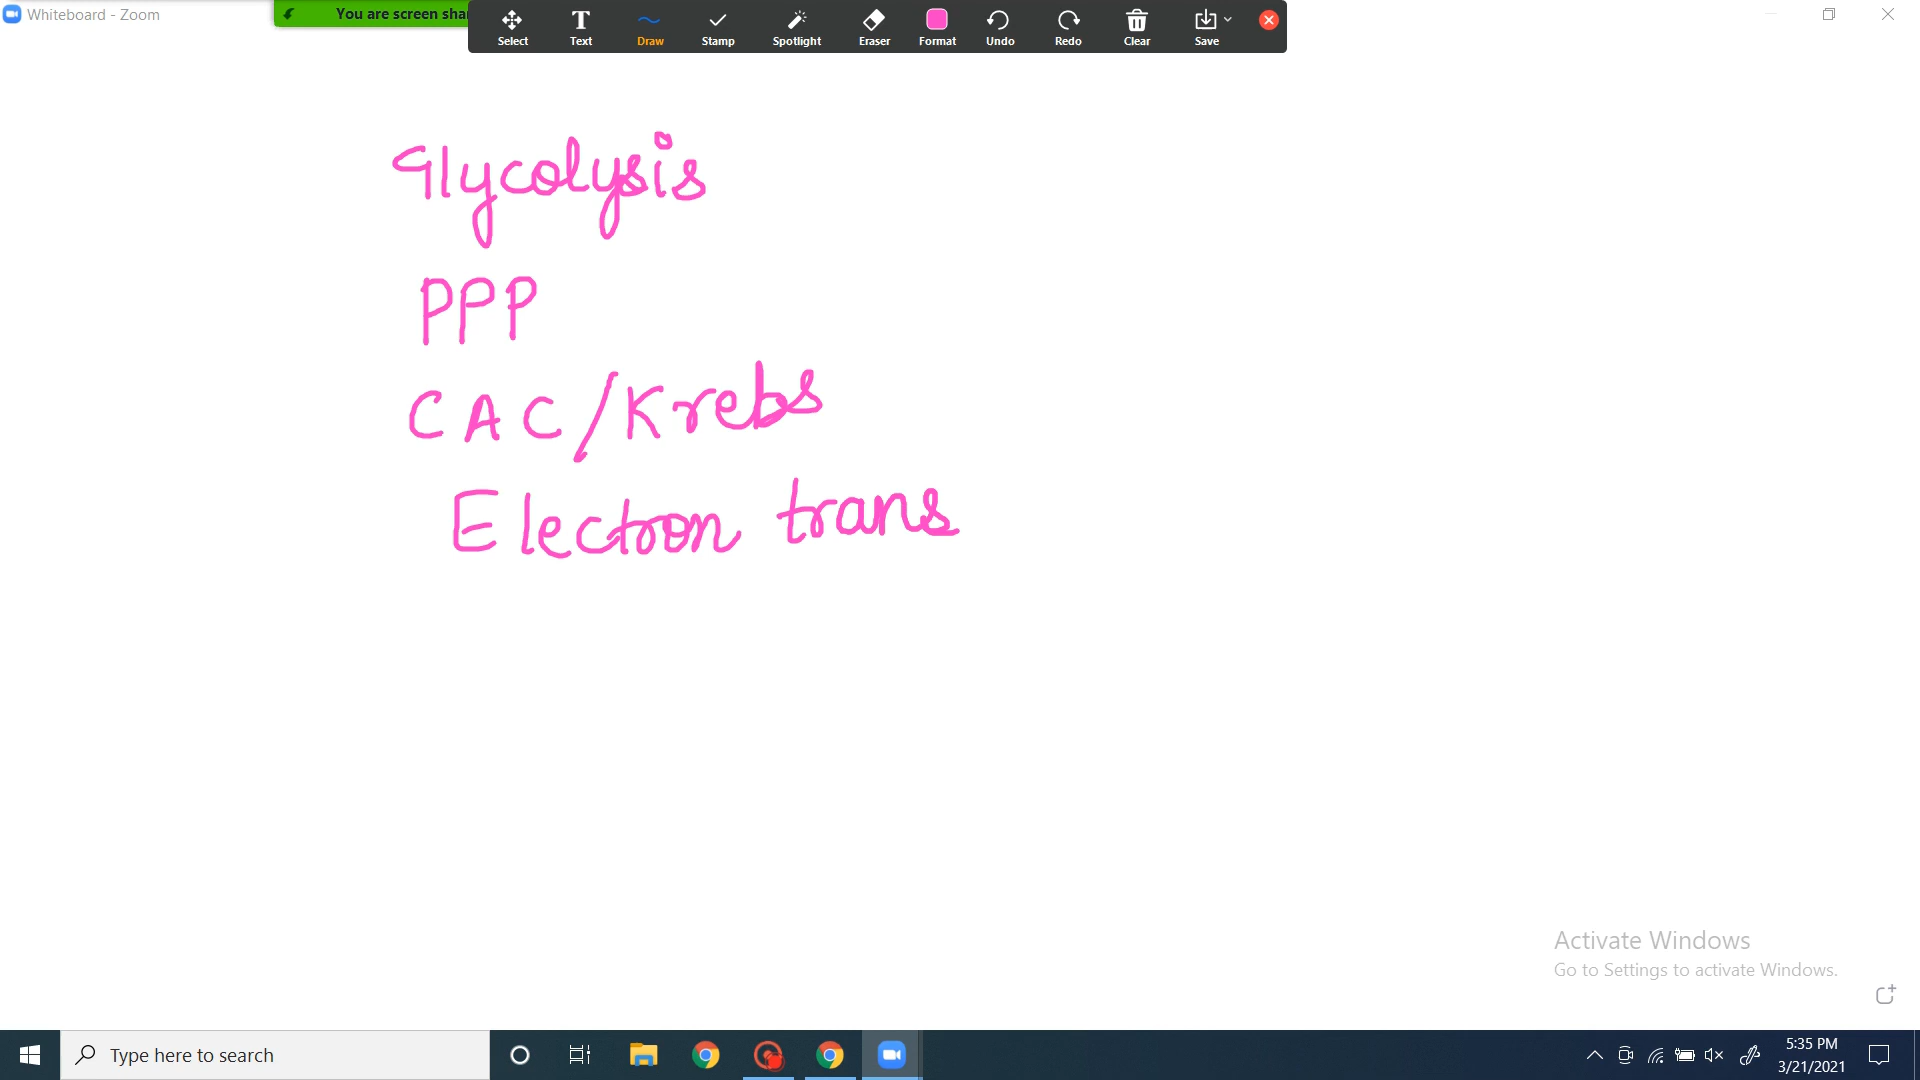 Whiteboard - Zoom
You are screen sha
Select Text Draw Stamp Spotlight Eraser Format Undo Redo Clear Save
Glycolysis
PPP
CAC/Krebs
Electron trans
Activate Windows
Go to Settings to activate Windows.
Type here to search
5:35 PM
3/21/2021